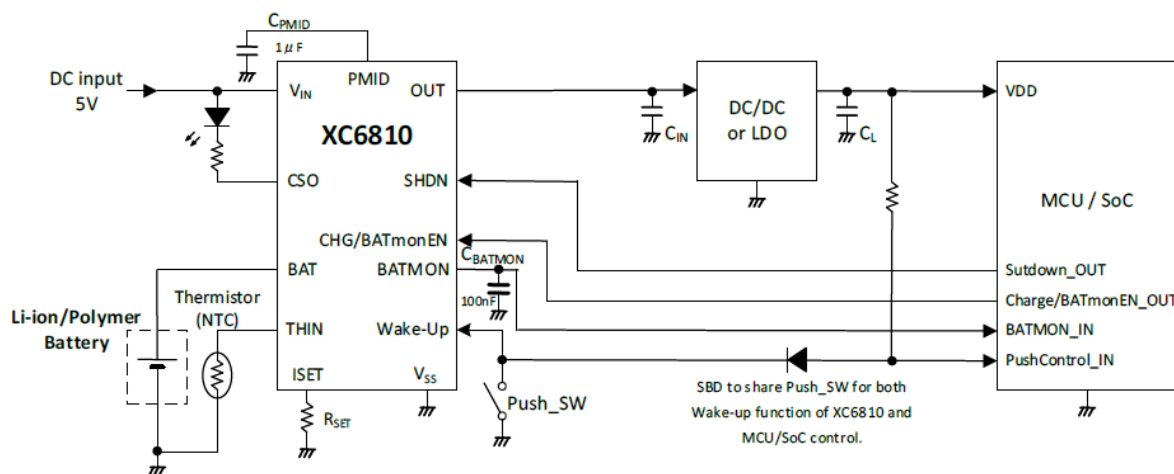 CPMID
1μF
DC input
5V
VIN
PMID
OUT
XC6810
CSO
SHDN
CHG/BATmonEN
BAT
BATMON
CBATMON
100nF
Thermistor
(NTC)
THIN
Wake-Up
ISET
VSS
RSET
Li-ion/Polymer
Battery
Push_SW
CIN
DC/DC
or LDO
CL
VDD
MCU / SoC
Sutdown_OUT
Charge/BATmonEN_OUT
BATMON_IN
PushControl_IN
SBD to share Push_SW for both
Wake-up function of XC6810 and
MCU/SoC control.